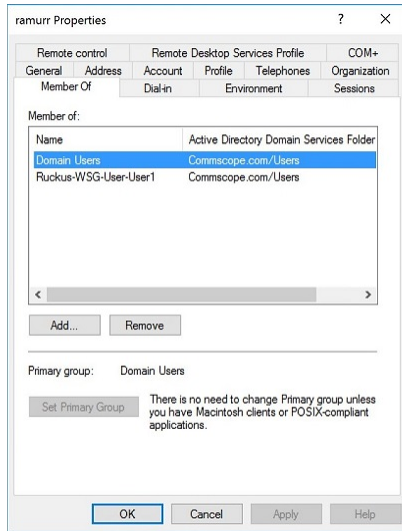 ramurr Properties ? X
Remote control Remote Desktop Services Profile COM+
General Address Account Profile Telephones Organization
Member Of Dial-in Environment Sessions
Member of:
Name Active Directory Domain Services Folder
Domain Users Commscope.com/Users
Ruckus-WSG-User-User1 Commscope.com/Users
Add... Remove
Primary group: Domain Users
Set Primary Group
There is no need to change Primary group unless
you have Macintosh clients or POSIX-compliant
applications.
OK Cancel Apply Help